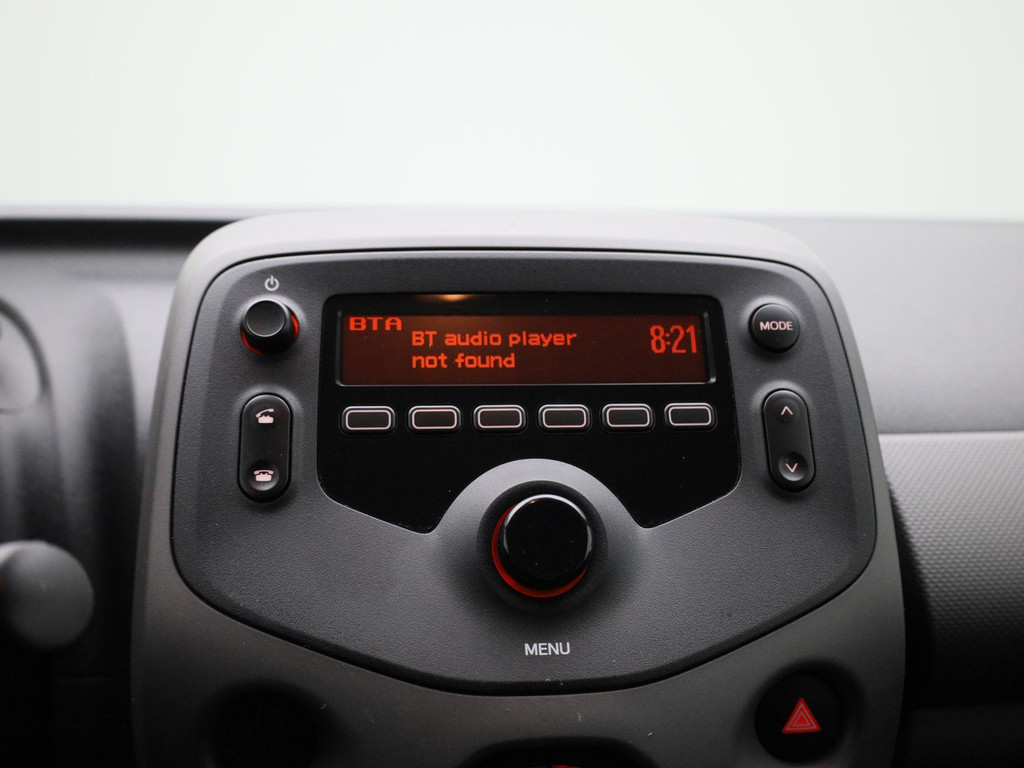 BTA
BT audio player
not found
8:21
MODE
MENU